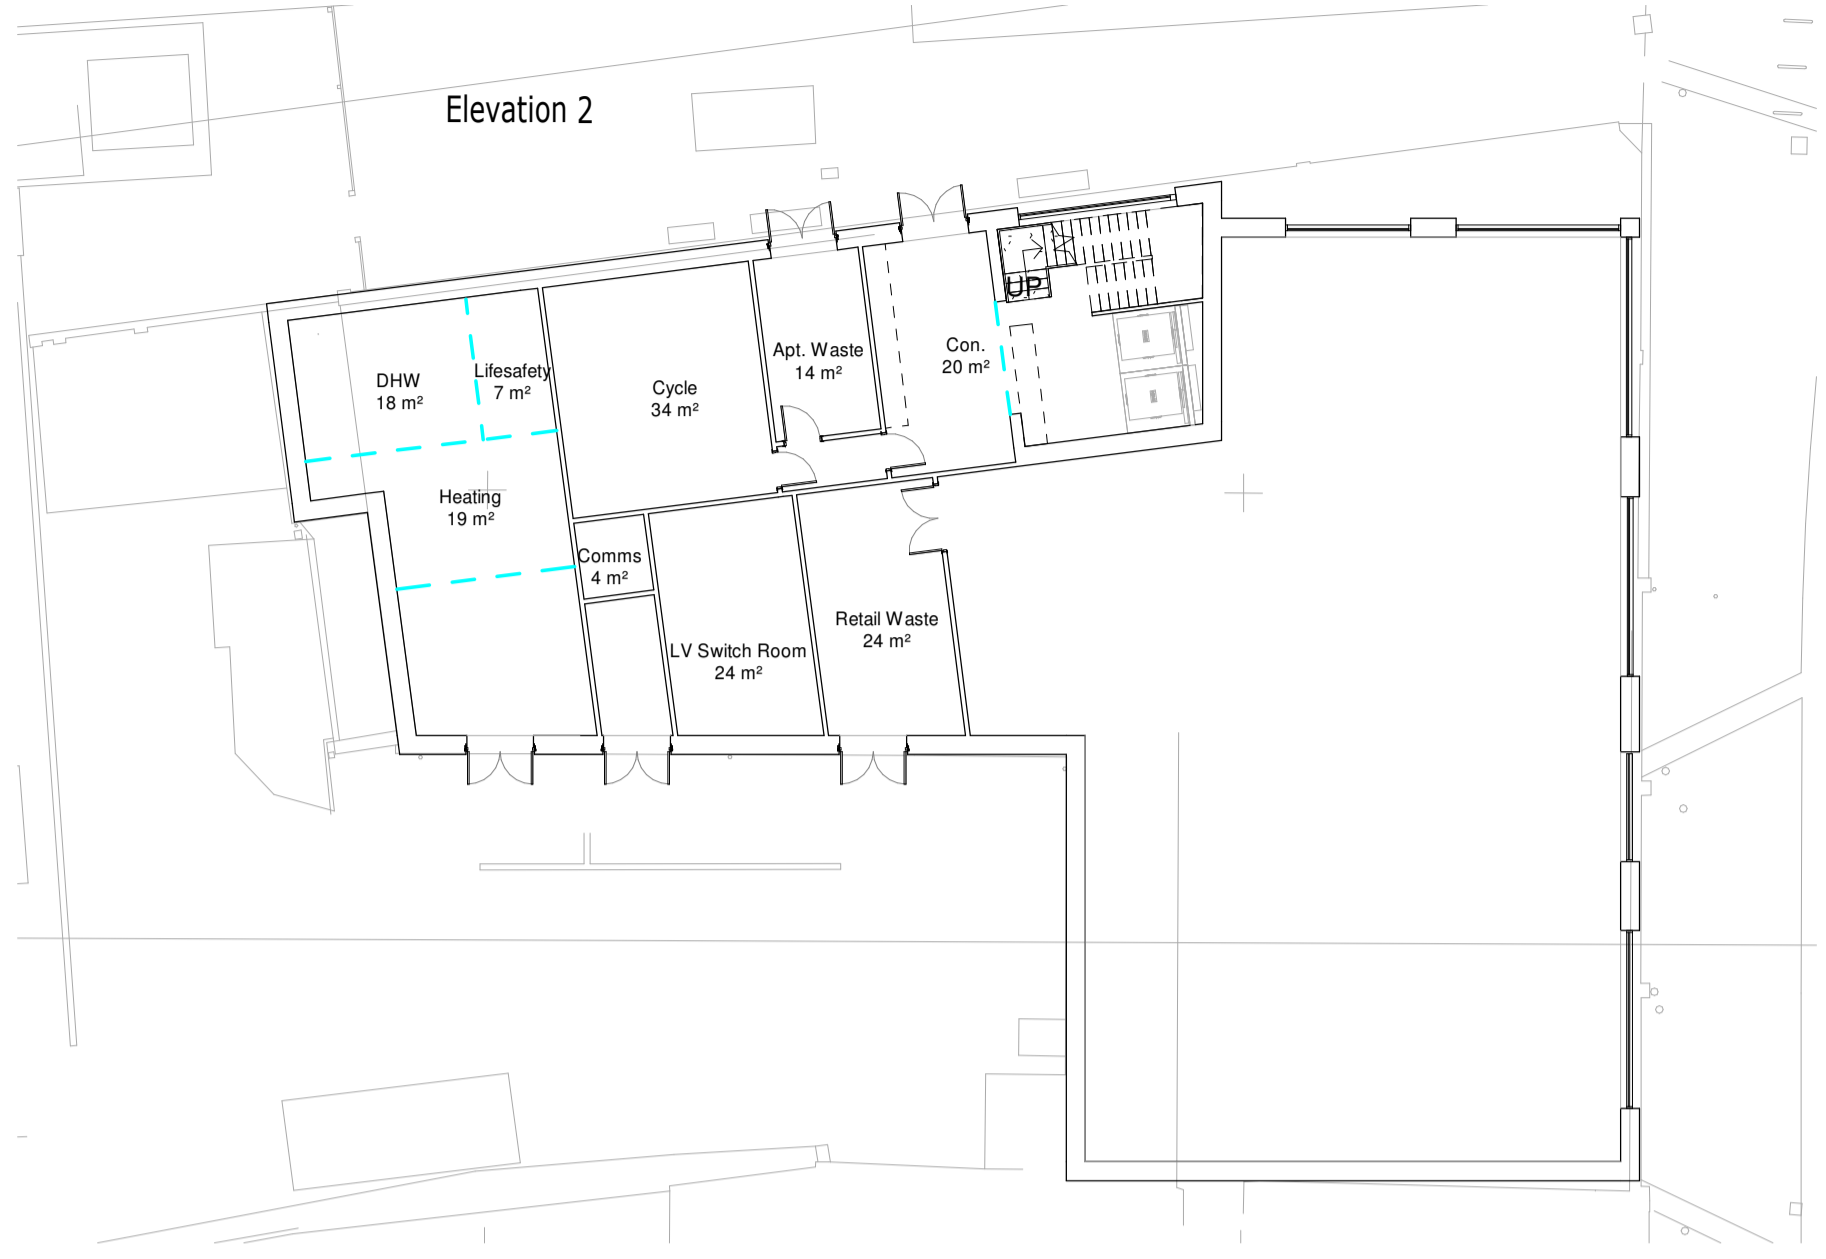 Elevation 2
UP
Apt. Waste
14 m²
Con.
20 m²
Lifesafety
7 m²
DHW
18 m²
Cycle
34 m²
Heating
19 m²
Comms
4 m²
Retail Waste
24 m²
LV Switch Room
24 m²